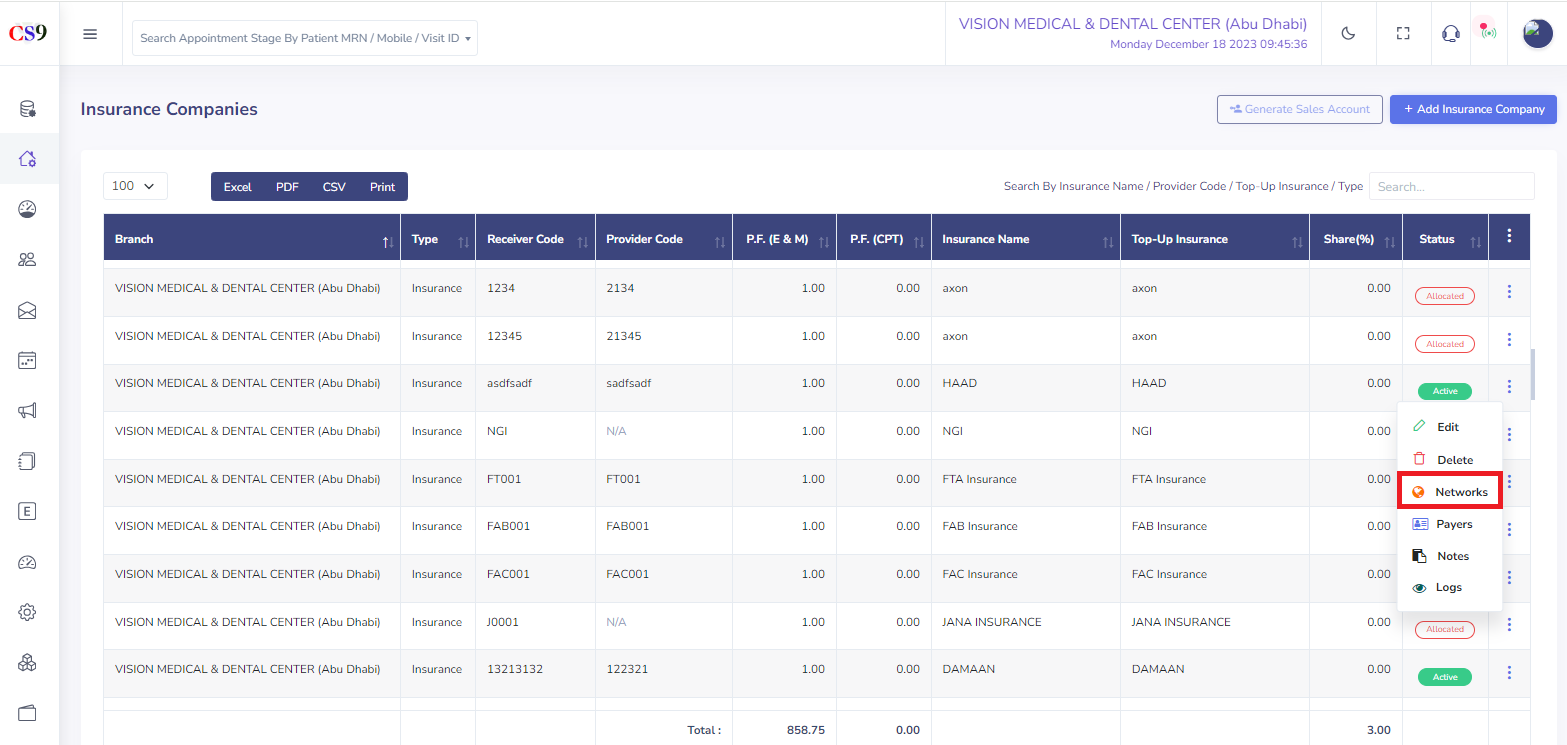 CS9
Search Appointment Stage By Patient MRN / Mobile / Visit ID
VISION MEDICAL & DENTAL CENTER (Abu Dhabi)
Monday December 18 2023 09:45:36
Insurance Companies
Generate Sales Account
+ Add Insurance Company
100
Excel PDF CSV Print
Search By Insurance Name / Provider Code / Top-Up Insurance / Type
Search...
Branch Type Receiver Code Provider Code P.F. (E & M) P.F. (CPT) Insurance Name Top-Up Insurance Share(%) Status
VISION MEDICAL & DENTAL CENTER (Abu Dhabi) Insurance 1234 2134 1.00 0.00 axon axon 0.00 Allocated
VISION MEDICAL & DENTAL CENTER (Abu Dhabi) Insurance 12345 21345 1.00 0.00 axon axon 0.00 Allocated
VISION MEDICAL & DENTAL CENTER (Abu Dhabi) Insurance asdfsadf sadfsadf 1.00 0.00 HAAD HAAD 0.00 Active
VISION MEDICAL & DENTAL CENTER (Abu Dhabi) Insurance NGI N/A 1.00 0.00 NGI NGI 0.00
VISION MEDICAL & DENTAL CENTER (Abu Dhabi) Insurance FT001 FT001 1.00 0.00 FTA Insurance FTA Insurance 0.00
VISION MEDICAL & DENTAL CENTER (Abu Dhabi) Insurance FAB001 FAB001 1.00 0.00 FAB Insurance FAB Insurance 0.00
VISION MEDICAL & DENTAL CENTER (Abu Dhabi) Insurance FAC001 FAC001 1.00 0.00 FAC Insurance FAC Insurance 0.00
VISION MEDICAL & DENTAL CENTER (Abu Dhabi) Insurance J0001 N/A 1.00 0.00 JANA INSURANCE JANA INSURANCE 0.00 Allocated
VISION MEDICAL & DENTAL CENTER (Abu Dhabi) Insurance 13213132 122321 1.00 0.00 DAMAAN DAMAAN 0.00 Active
Total : 858.75 0.00 3.00
Edit
Delete
Networks
Payers
Notes
Logs
E